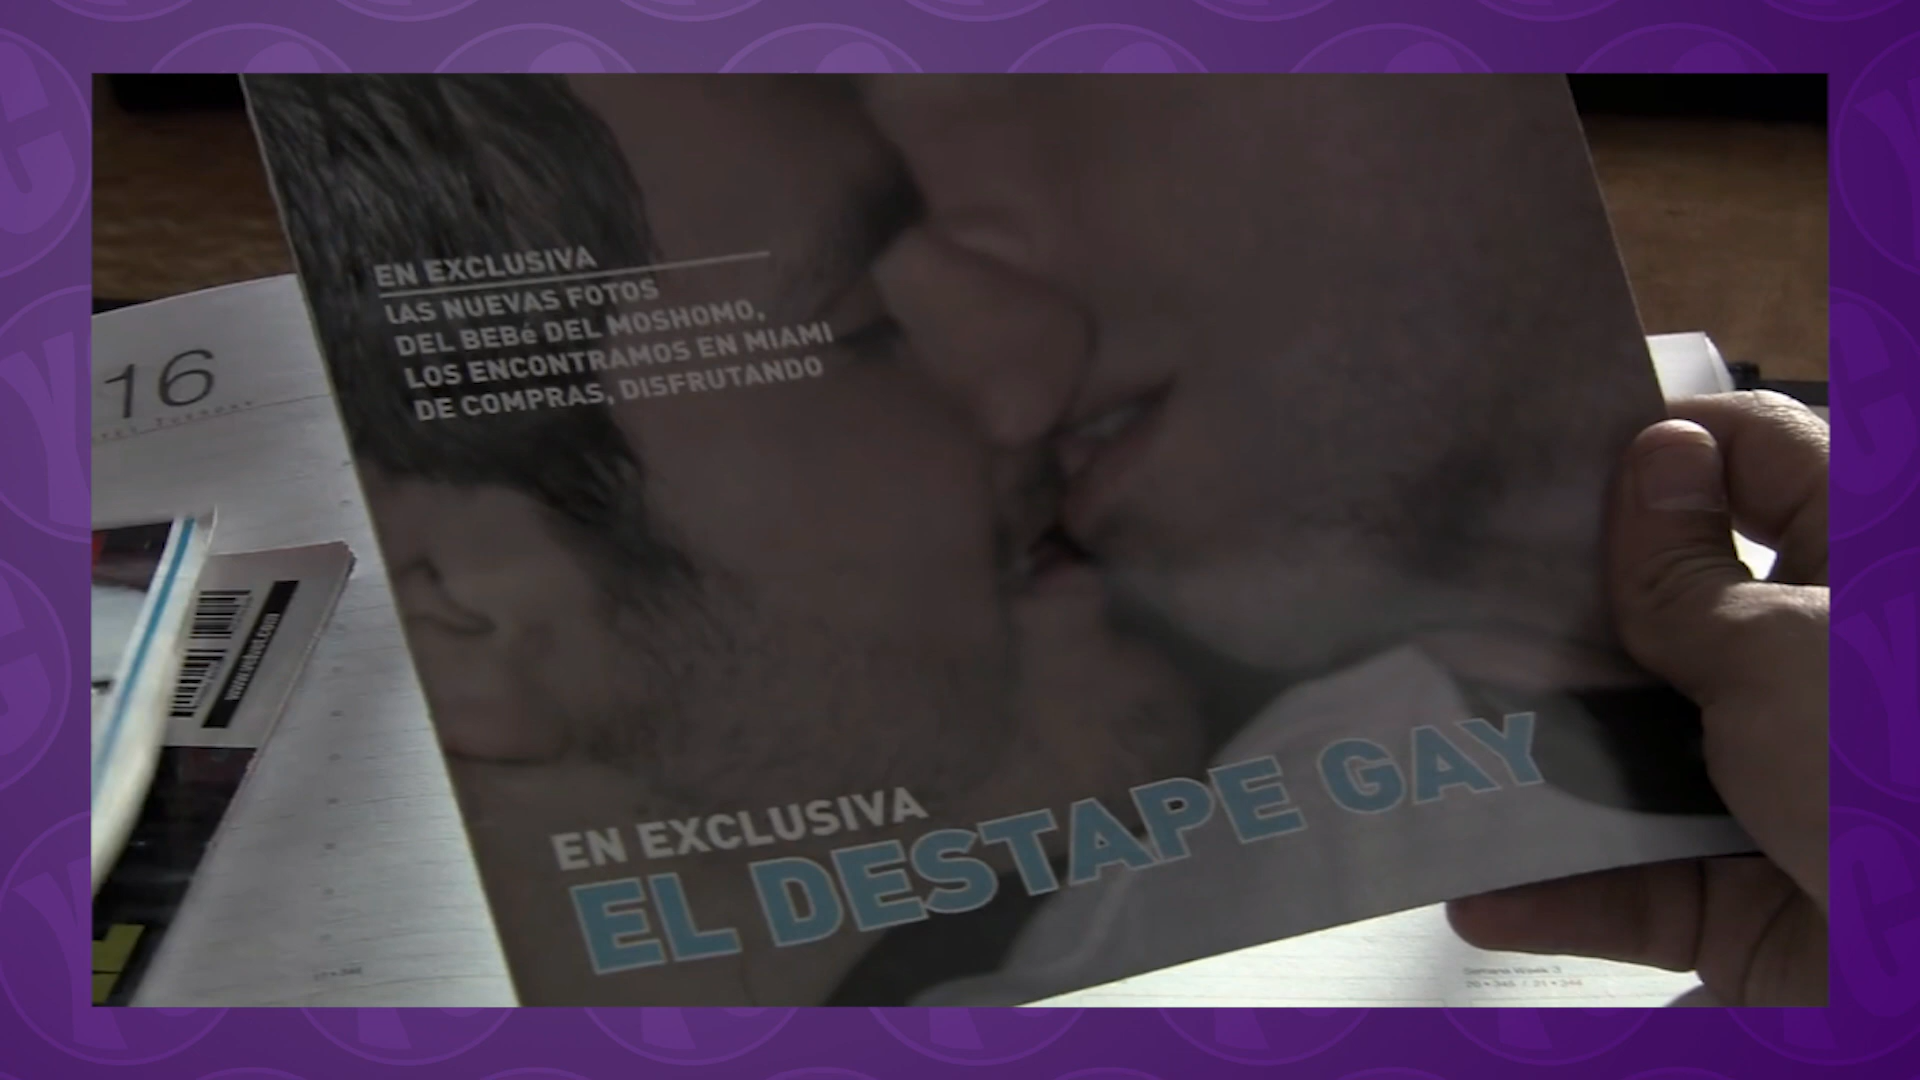 EN EXCLUSIVA
LAS NUEVAS FOTOS
DEL BEBé DEL MOSHOMO,
LOS ENCONTRAMOS EN MIAMI
DE COMPRAS, DISFRUTANDO
16
EN EXCLUSIVA
EL DESTAPE GAY